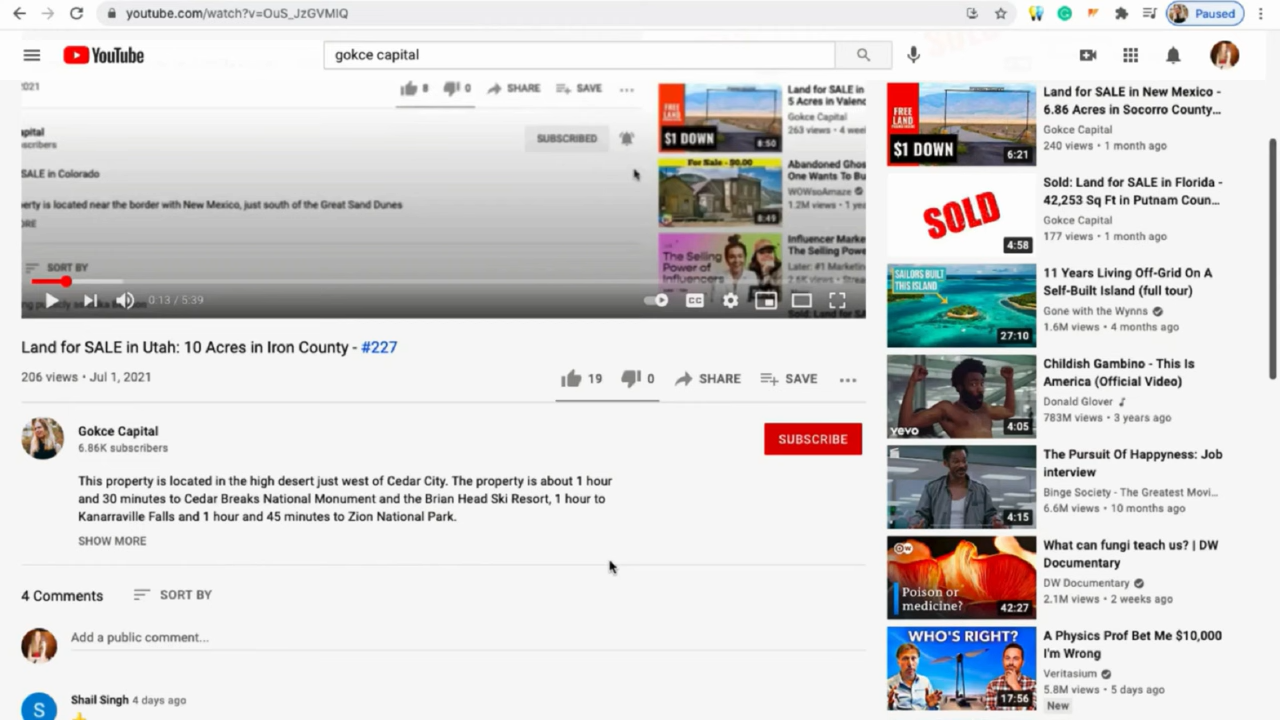 youtube.com/watch?v=OuS_JzGVMIQ
Paused
YouTube
gokce capital
2021
8
0
SHARE
SAVE
SUBSCRIBED
SALE in Colorado
erty is located near the border with New Mexico, just south of the Great Sand Dunes
SORT BY
Land for SALE in
5 Acres in Valenc
Gokce Capital
263 views • 4 wee
FREE
LAND
$1 DOWN
8:50
For Sale - $0.00
Abandoned Ghos
One Wants To Bu
WOWsoAmaze
1.2M views • 1 yea
8:49
Influencer Marke
The Selling Powe
Later: #1 Marketin
The Selling
Power of
Influencers
0:13 / 5:39
CC
Land for SALE in Utah: 10 Acres in Iron County - #227
206 views • Jul 1, 2021
19
0
SHARE
SAVE
Gokce Capital
6.86K subscribers
SUBSCRIBE
This property is located in the high desert just west of Cedar City. The property is about 1 hour
and 30 minutes to Cedar Breaks National Monument and the Brian Head Ski Resort, 1 hour to
Kanarraville Falls and 1 hour and 45 minutes to Zion National Park.
SHOW MORE
4 Comments
SORT BY
Add a public comment...
S
Shail Singh 4 days ago
FREE
LAND
$1 DOWN
6:21
Land for SALE in New Mexico -
6.86 Acres in Socorro County...
Gokce Capital
240 views • 1 month ago
SOLD
4:58
Sold: Land for SALE in Florida -
42,253 Sq Ft in Putnam Coun...
Gokce Capital
177 views • 1 month ago
SAILORS BUILT
THIS ISLAND
27:10
11 Years Living Off-Grid On A
Self-Built Island (full tour)
Gone with the Wynns
1.6M views • 4 months ago
vevo
4:05
Childish Gambino - This Is
America (Official Video)
Donald Glover
783M views • 3 years ago
4:15
The Pursuit Of Happyness: Job
interview
Binge Society - The Greatest Movi...
6.6M views • 10 months ago
DW
Poison or
medicine?
42:27
What can fungi teach us? | DW
Documentary
DW Documentary
2.1M views • 2 weeks ago
WHO'S RIGHT?
17:56
A Physics Prof Bet Me $10,000
I'm Wrong
Veritasium
5.8M views • 5 days ago
New